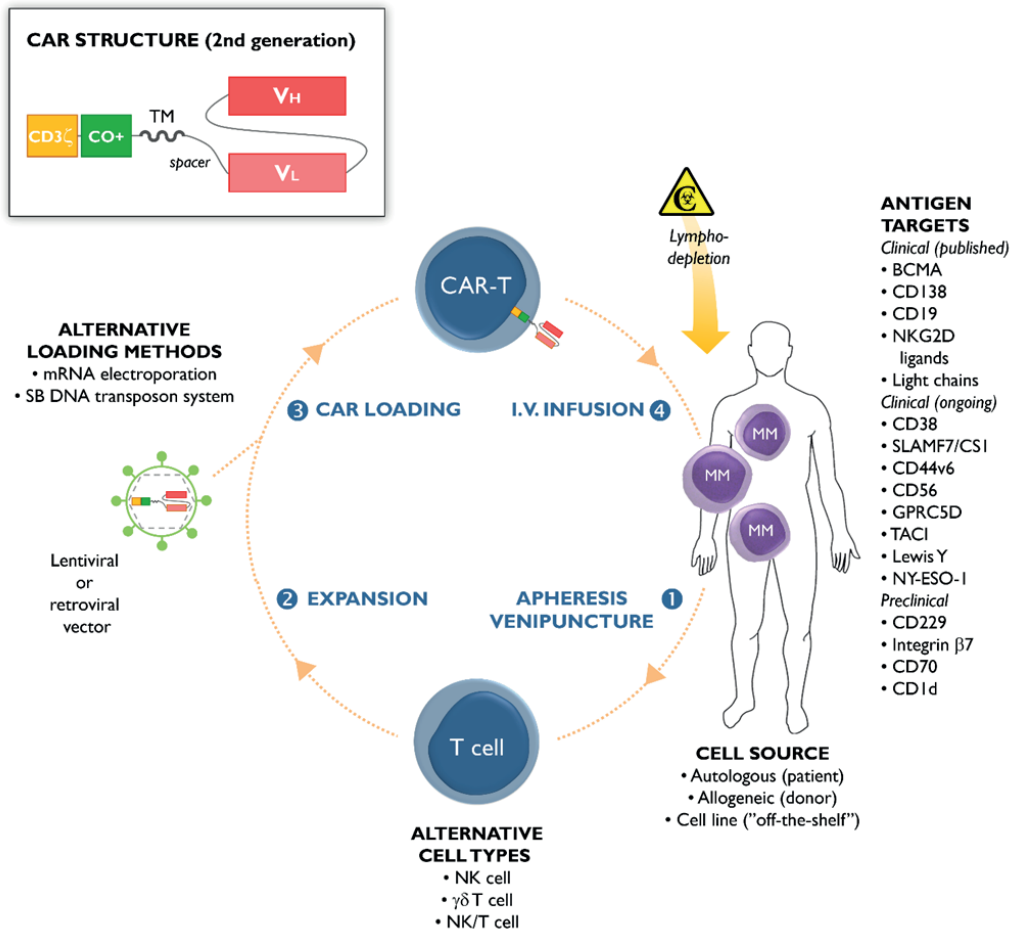 CAR STRUCTURE (2nd generation)
VH
TM
CD3ζ
CO+
spacer
VL
C
Lympho-
depletion
ANTIGEN
TARGETS
Clinical (published)
• BCMA
• CD138
• CD19
• NKG2D
ligands
• Light chains
Clinical (ongoing)
• CD38
• SLAMF7/CS1
• CD44v6
• CD56
• GPRC5D
• TACI
• Lewis Y
• NY-ESO-1
Preclinical
• CD229
• Integrin β7
• CD70
• CD1d
CAR-T
ALTERNATIVE
LOADING METHODS
• mRNA electroporation
• SB DNA transposon system
3 CAR LOADING
I.V. INFUSION 4
MM
MM
MM
Lentiviral
or
retroviral
vector
2 EXPANSION
APHERESIS 1
VENIPUNCTURE
T cell
CELL SOURCE
• Autologous (patient)
• Allogeneic (donor)
• Cell line ("off-the-shelf")
ALTERNATIVE
CELL TYPES
• NK cell
• γδ T cell
• NK/T cell